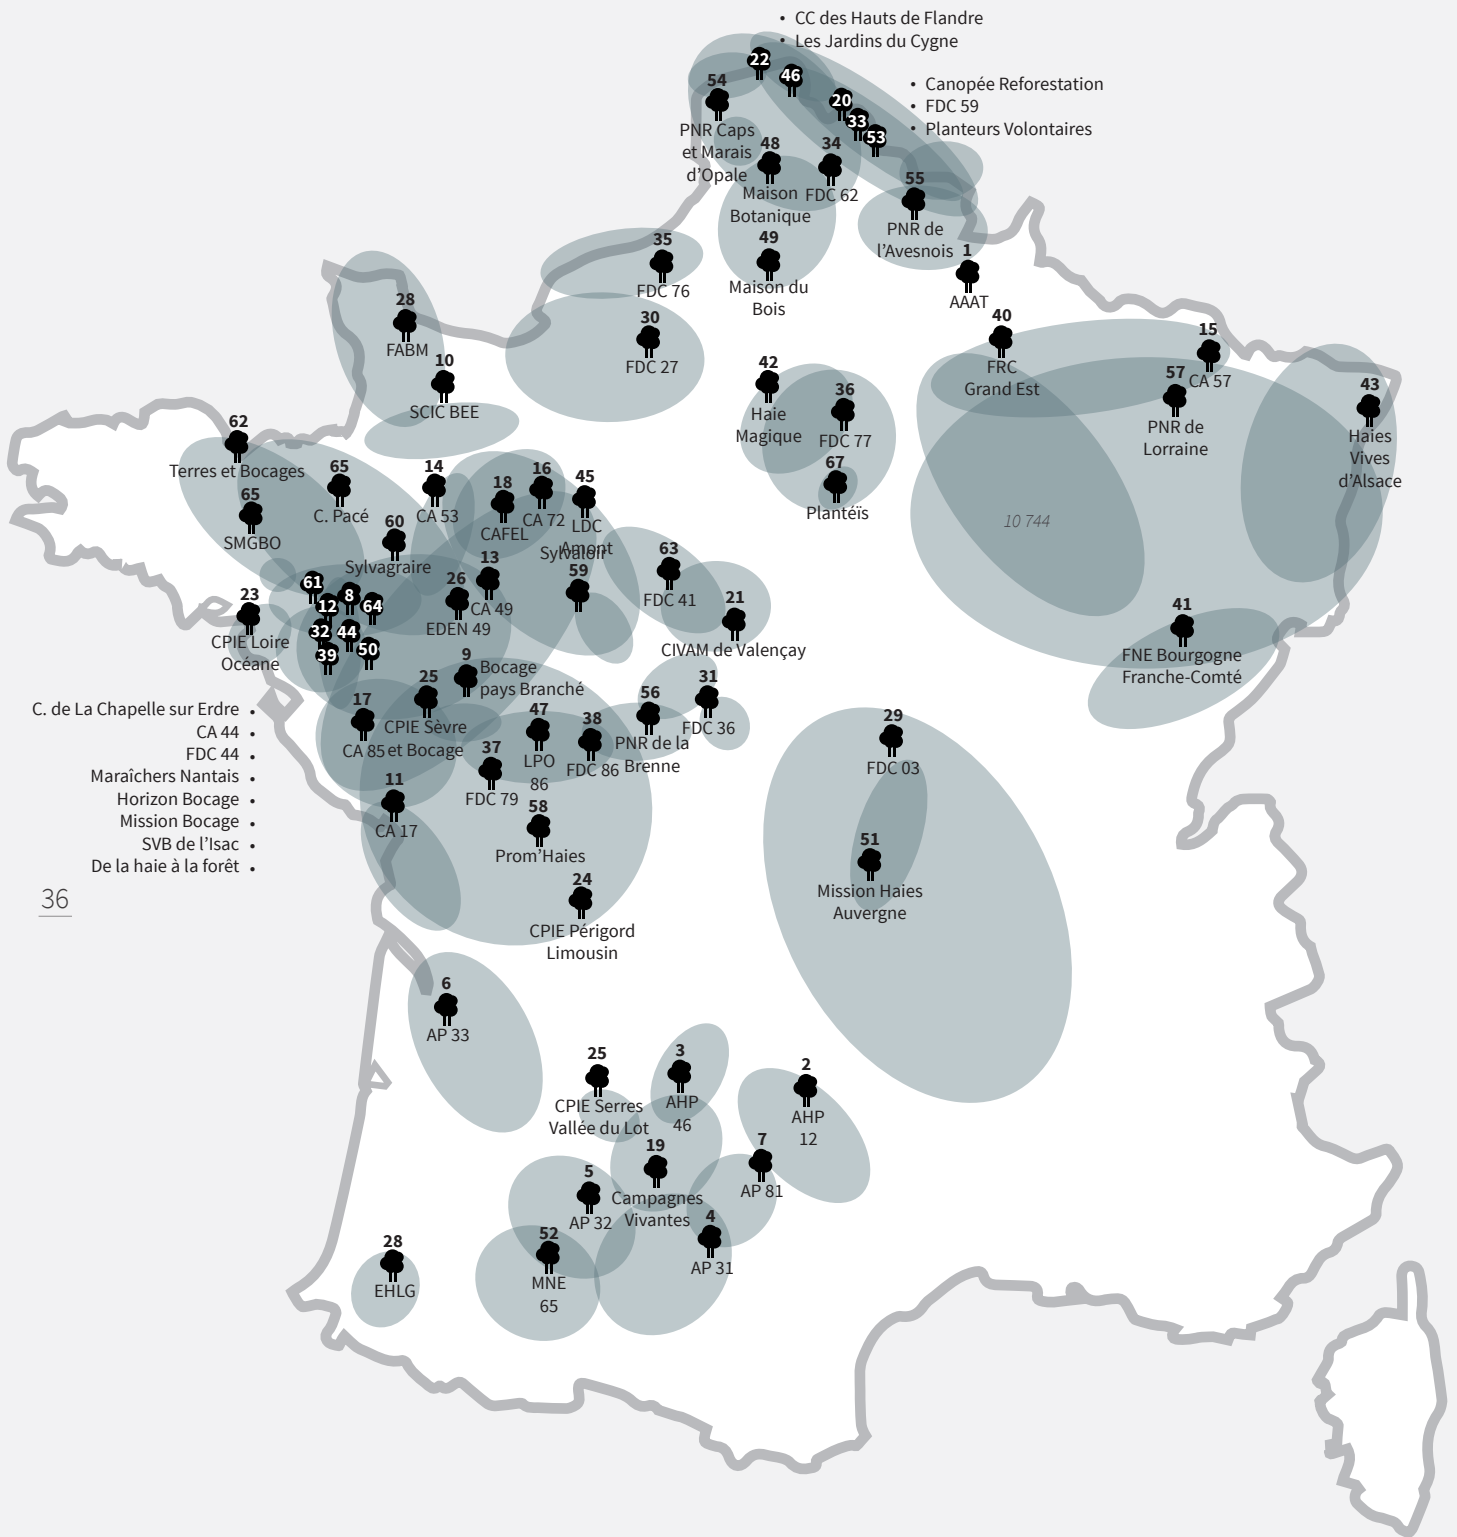 • CC des Hauts de Flandre
• Les Jardins du Cygne
22
46
54
• Canopée Reforestation
• FDC 59
• Planteurs Volontaires
20
33
53
PNR Caps
et Marais
d'Opale
48
Maison
Botanique
34
FDC 62
55
PNR de
l'Avesnois
35
FDC 76
49
Maison du
Bois
1
AAAT
28
FABM
30
FDC 27
40
FRC
Grand Est
15
CA 57
10
SCIC BEE
42
Haie
Magique
36
FDC 77
57
PNR de
Lorraine
43
Haies
Vives
d'Alsace
62
Terres et Bocages
65
C. Pacé
14
CA 53
18
CAFEL
16
CA 72
45
LDC
Amont
67
Plantéïs
65
SMGBO
60
Sylvagraire
Sylvaloir
59
10 744
13
CA 49
26
EDEN 49
63
FDC 41
21
CIVAM de Valençay
41
FNE Bourgogne
Franche-Comté
61
12
8
64
32
44
39
50
23
CPIE Loire
Océane
9
Bocage
pays Branché
25
CPIE Sèvre
et Bocage
17
CA 85
47
LPO
86
38
FDC 86
56
PNR de la
Brenne
31
FDC 36
29
FDC 03
C. de La Chapelle sur Erdre •
CA 44 •
FDC 44 •
Maraîchers Nantais •
Horizon Bocage •
Mission Bocage •
SVB de l'Isac •
De la haie à la forêt •
37
FDC 79
11
CA 17
58
Prom'Haies
51
Mission Haies
Auvergne
36
24
CPIE Périgord
Limousin
6
AP 33
25
CPIE Serres
Vallée du Lot
3
AHP
46
2
AHP
12
19
Campagnes
Vivantes
7
AP 81
5
AP 32
4
AP 31
52
MNE
65
28
EHLG